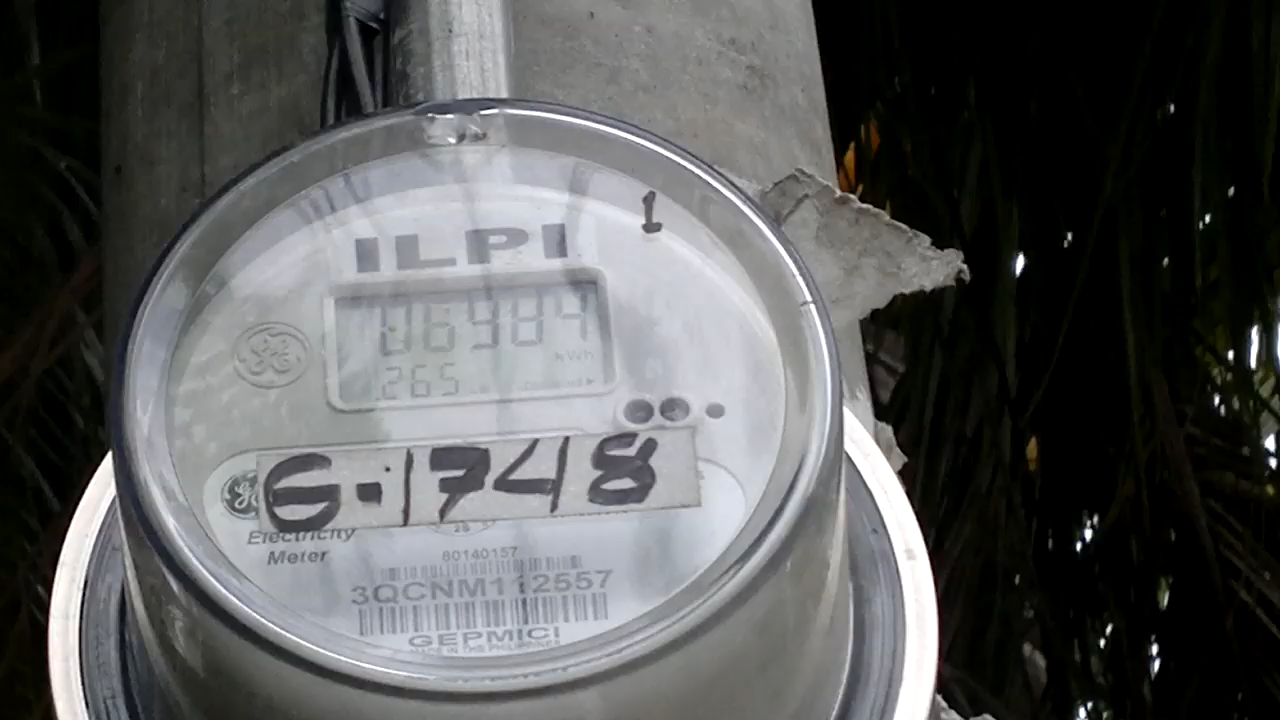 1
ILPI
06984
kWh
265
G-1748
Electricity
Meter
80140157
3QCNM112557
GEPMICI
MADE IN THE PHILIPPINES